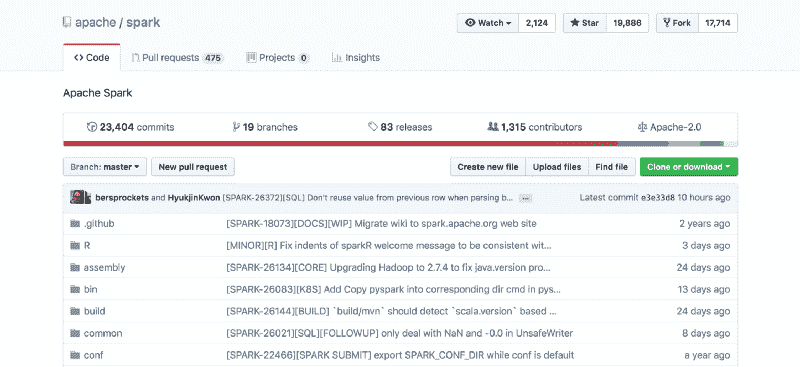 apache / spark Watch 2,124 Star 19,886 Fork 17,714
Code Pull requests 475 Projects 0 Insights
Apache Spark
23,404 commits 19 branches 83 releases 1,315 contributors Apache-2.0
Branch: master New pull request Create new file Upload files Find file Clone or download
bersprockets and HyukjinKwon [SPARK-26372][SQL] Don't reuse value from previous row when parsing b... ... Latest commit e3e33d8 10 hours ago
.github [SPARK-18073][DOCS][WIP] Migrate wiki to spark.apache.org web site 2 years ago
R [MINOR][R] Fix indents of sparkR welcome message to be consistent wit... 3 days ago
assembly [SPARK-26134][CORE] Upgrading Hadoop to 2.7.4 to fix java.version pro... 24 days ago
bin [SPARK-26083][K8S] Add Copy pyspark into corresponding dir cmd in pys... 13 days ago
build [SPARK-26144][BUILD] `build/mvn` should detect `scala.version` based ... 24 days ago
common [SPARK-26021][SQL][FOLLOWUP] only deal with NaN and -0.0 in UnsafeWriter 8 days ago
conf [SPARK-22466][SPARK SUBMIT] export SPARK_CONF_DIR while conf is default a year ago